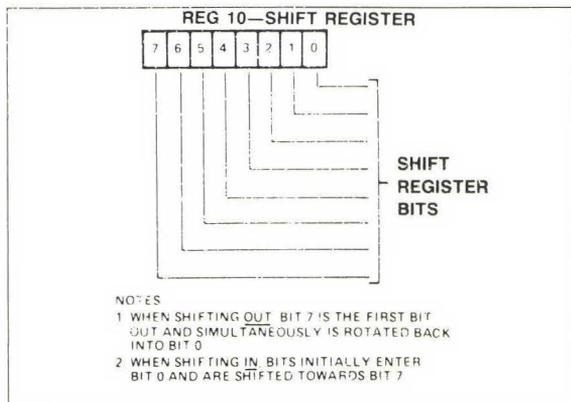 REG 10—SHIFT REGISTER
7 6 5 4 3 2 1 0
SHIFT
REGISTER
BITS
NOTES
1 WHEN SHIFTING OUT BIT 7 IS THE FIRST BIT
OUT AND SIMULTANEOUSLY IS ROTATED BACK
INTO BIT 0
2 WHEN SHIFTING IN BITS INITIALLY ENTER
BIT 0 AND ARE SHIFTED TOWARDS BIT 7